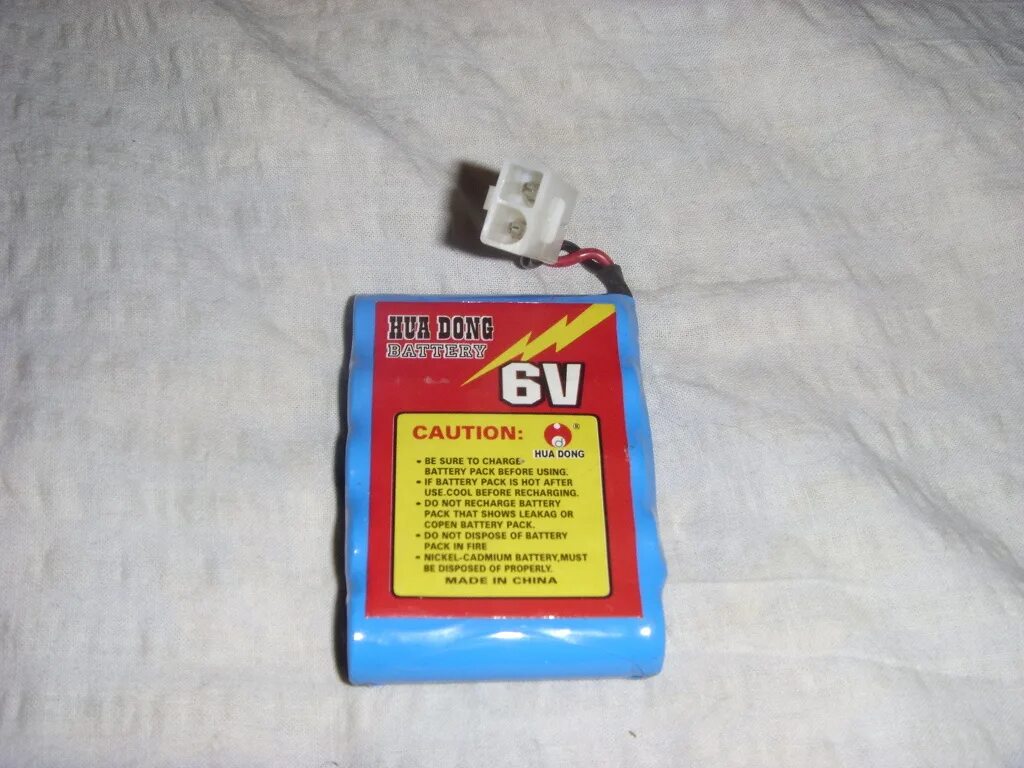 HUA DONG
BATTERY
6V
CAUTION:
®
HUA DONG
• BE SURE TO CHARGE
BATTERY PACK BEFORE USING.
• IF BATTERY PACK IS HOT AFTER
USE.COOL BEFORE RECHARGING.
• DO NOT RECHARGE BATTERY
PACK THAT SHOWS LEAKAG OR
COPEN BATTERY PACK.
• DO NOT DISPOSE OF BATTERY
PACK IN FIRE
• NICKEL-CADMIUM BATTERY,MUST
BE DISPOSED OF PROPERLY.
MADE IN CHINA